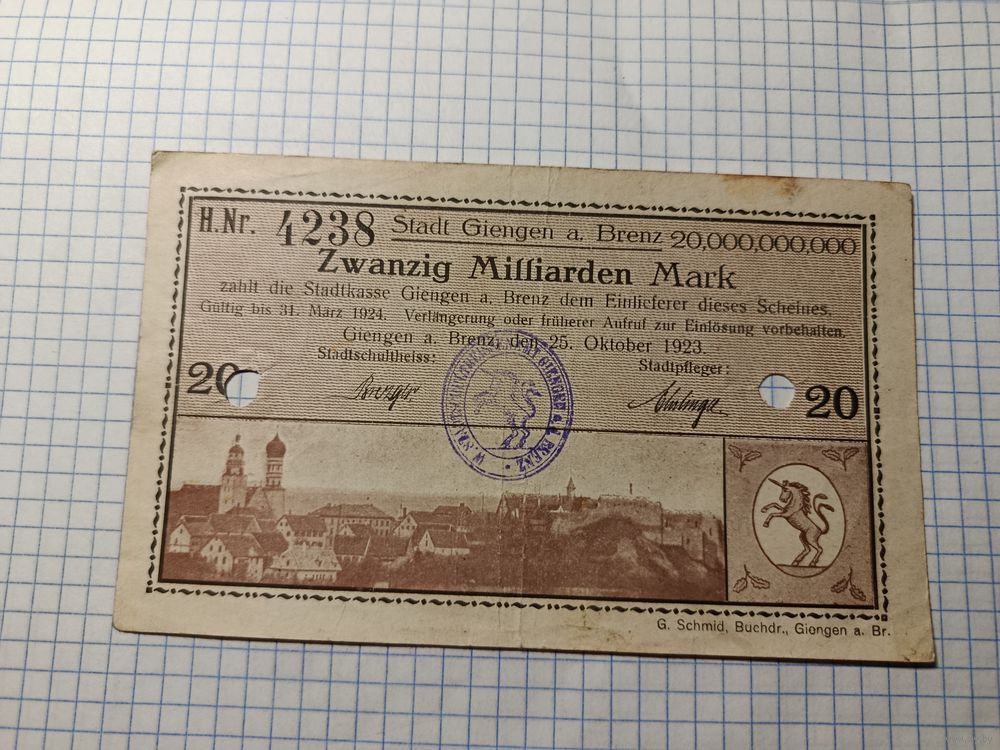 H.Nr. 4238 Stadt Giengen a. Brenz 20,000,000,000
Zwanzig Milliarden Mark
zahlt die Stadtkasse Giengen a. Brenz dem Einlieferer dieses Scheines.
Gültig bis 31. März 1924. Verlängerung oder früherer Aufruf zur Einlösung vorbehalten.
Giengen a. Brenz, den 25. Oktober 1923.
Stadtschultheiss: Stadtpfleger:
20 20
GIENGEN a.d. BRENZ
G. Schmid, Buchdr., Giengen a. Br.